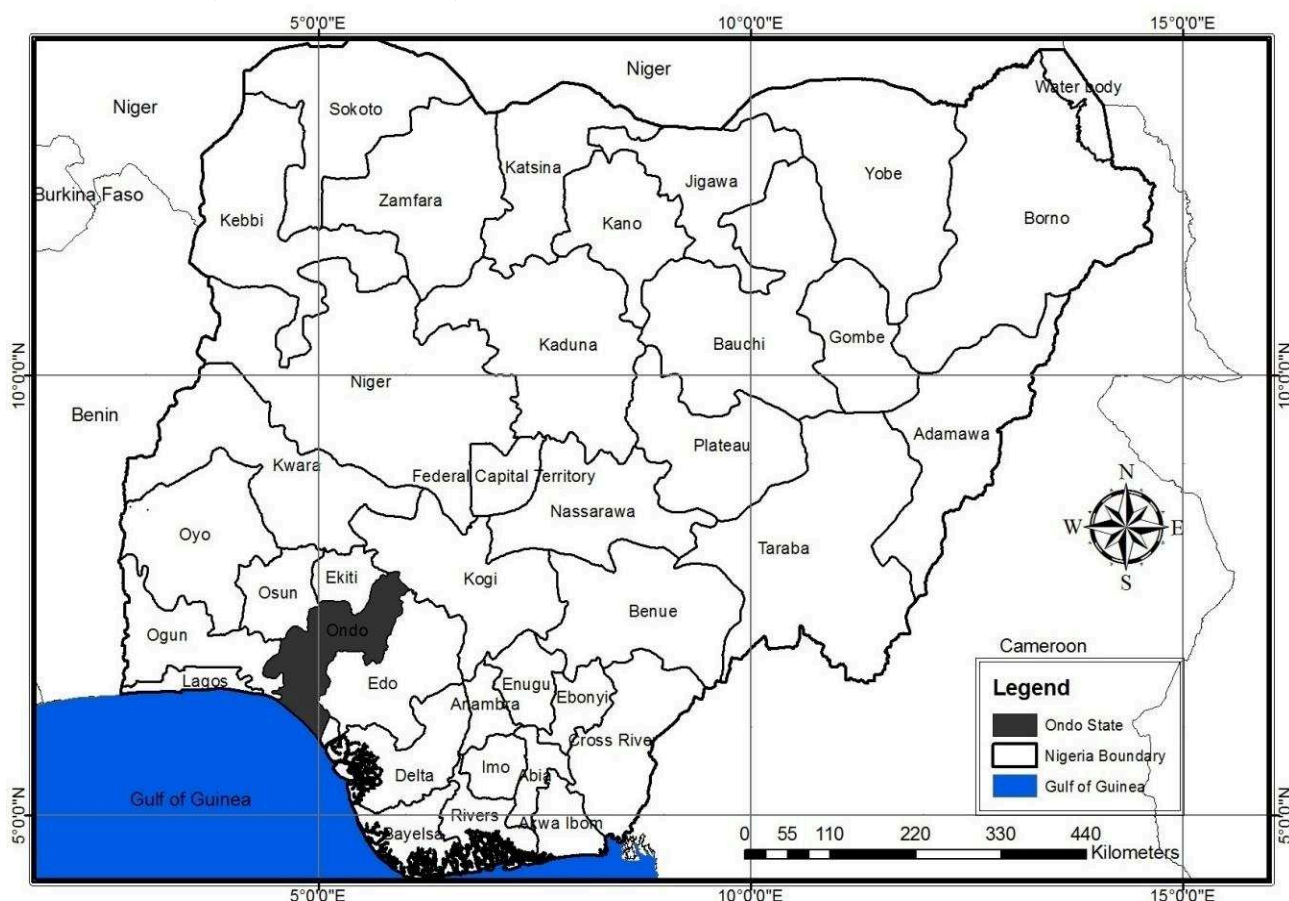 5°0'0"E 10°0'0"E 15°0'0"E
Niger
Niger
Water body
Sokoto
Katsina
Yobe
Jigawa
Burkina Faso
Zamfara
Kebbi
Kano
Borno
Kaduna
Bauchi
Gombe
10°0'0"N
10°0'0"N
Niger
Benin
Plateau
Adamawa
Kwara
Federal Capital Territory
N
Nassarawa
W
E
Oyo
Taraba
S
Ekiti
Kogi
Osun
Benue
Ogun
Ondo
Cameroon
Lagos
Edo
Enugu
Ebonyi
Anambra
Legend
Ondo State
Cross River
Nigeria Boundary
Imo
Abia
Delta
Gulf of Guinea
Gulf of Guinea
5°0'0"N
5°0'0"N
Rivers
Akwa Ibom
Bayelsa
0 55 110 220 330 440
Kilometers
5°0'0"E 10°0'0"E 15°0'0"E